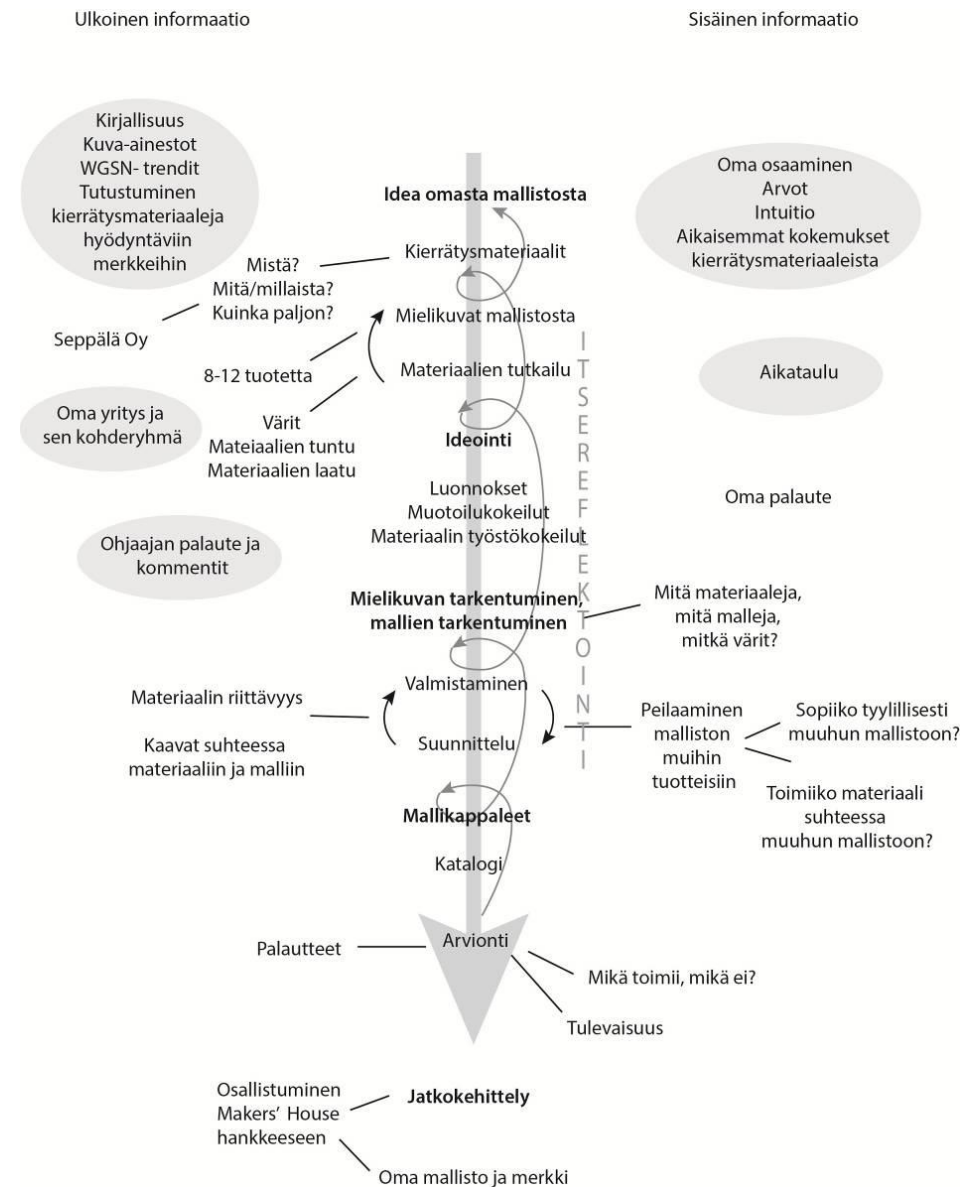 Ulkoinen informaatio
Sisäinen informaatio
Kirjallisuus
Kuva-ainestot
WGSN- trendit
Tutustuminen
kierrätysmateriaaleja
hyödyntäviin
merkkeihin
Oma osaaminen
Arvot
Intuitio
Aikaisemmat kokemukset
kierrätysmateriaaleista
Idea omasta mallistosta
Kierrätysmateriaalit
Mistä?
Mitä/millaista?
Kuinka paljon?
Seppälä Oy
Mielikuvat mallistosta
8-12 tuotetta
Materiaalien tutkailu
Aikataulu
Oma yritys ja
sen kohderyhmä
Värit
Mateiaalien tuntu
Materiaalien laatu
Ideointi
Luonnokset
Muotoilukokeilut
Materiaalin työstökokeilut
ITSEREFLEKTOINTI
Oma palaute
Ohjaajan palaute ja
kommentit
Mielikuvan tarkentuminen,
mallien tarkentuminen
Mitä materiaaleja,
mitä malleja,
mitkä värit?
Valmistaminen
Suunnittelu
Materiaalin riittävyys
Kaavat suhteessa
materiaaliin ja malliin
Peilaaminen
malliston
muihin
tuotteisiin
Sopiiko tyylillisesti
muuhun mallistoon?
Toimiiko materiaali
suhteessa
muuhun mallistoon?
Mallikappaleet
Katalogi
Arvionti
Palautteet
Mikä toimii, mikä ei?
Tulevaisuus
Jatkokehittely
Osallistuminen
Makers' House
hankkeeseen
Oma mallisto ja merkki